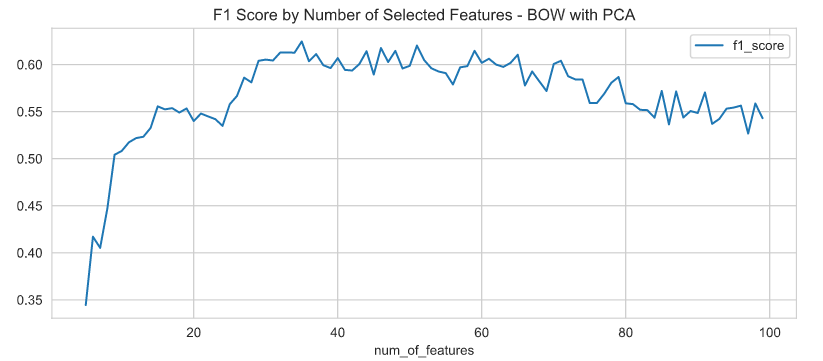 F1 Score by Number of Selected Features - BOW with PCA
f1_score
0.60
0.55
0.50
0.45
0.40
0.35
20 40 60 80 100
num_of_features